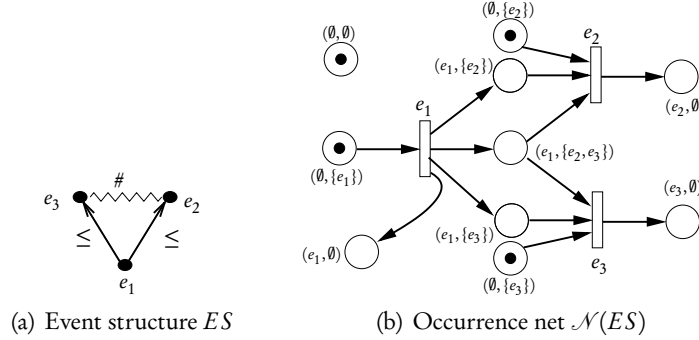 (∅,∅)
(∅,{e₂})
e₂
(e₁,{e₂})
(e₂,∅)
e₁
(∅,{e₁})
(e₁,{e₂,e₃})
#
e₃
e₂
≤
≤
e₁
(e₃,∅)
(e₁,{e₃})
(e₁,∅)
e₃
(∅,{e₃})
(a) Event structure ES
(b) Occurrence net 𝒩(ES)